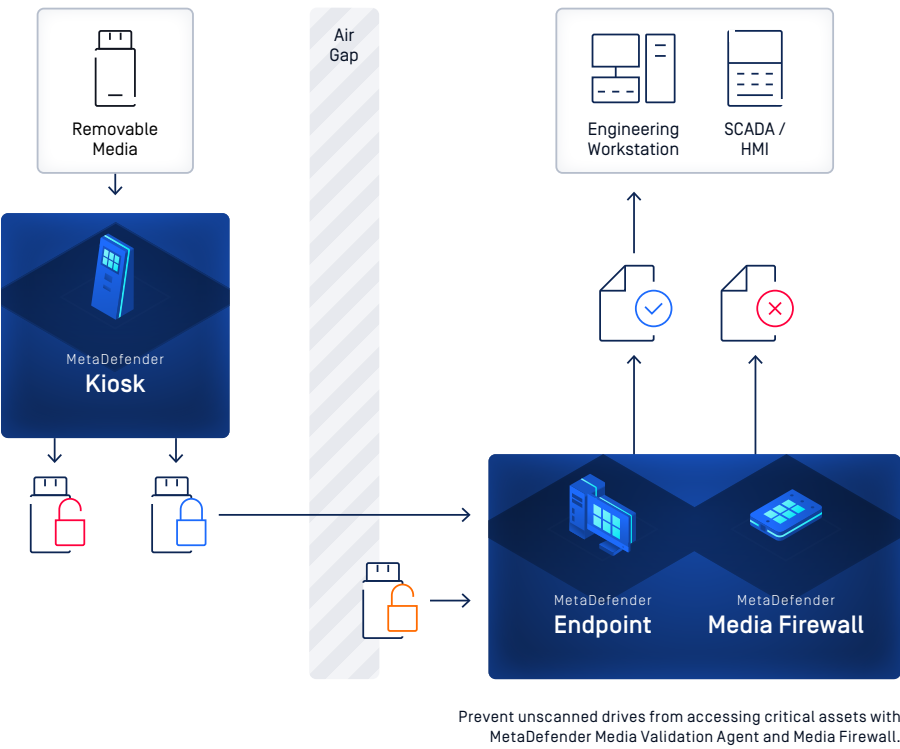 Removable
Media
Air
Gap
Engineering
Workstation
SCADA /
HMI
MetaDefender
Kiosk
MetaDefender
Endpoint
MetaDefender
Media Firewall
Prevent unscanned drives from accessing critical assets with
MetaDefender Media Validation Agent and Media Firewall.